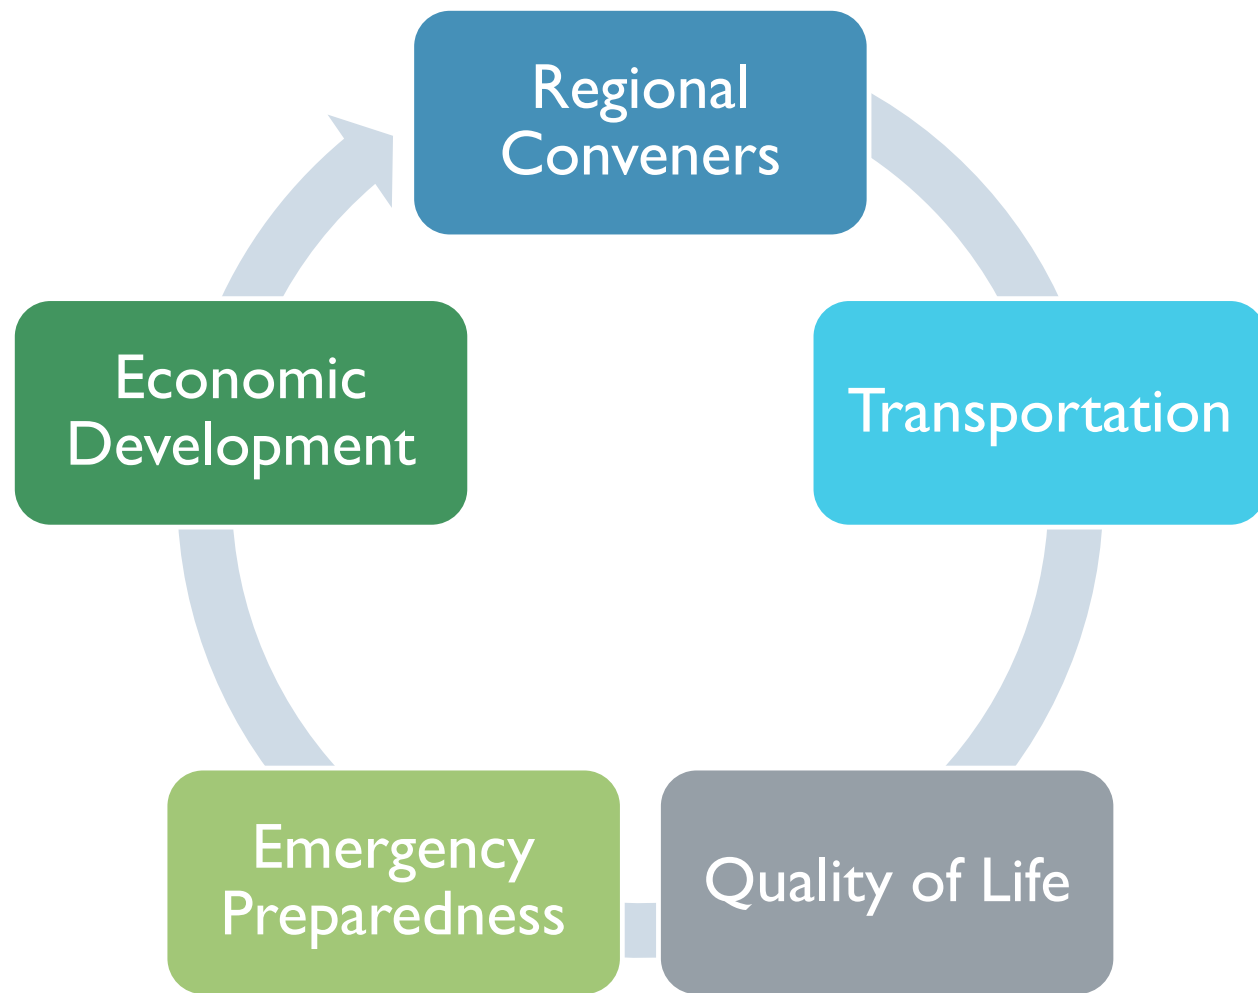 Regional
Conveners
Transportation
Quality of Life
Emergency
Preparedness
Economic
Development